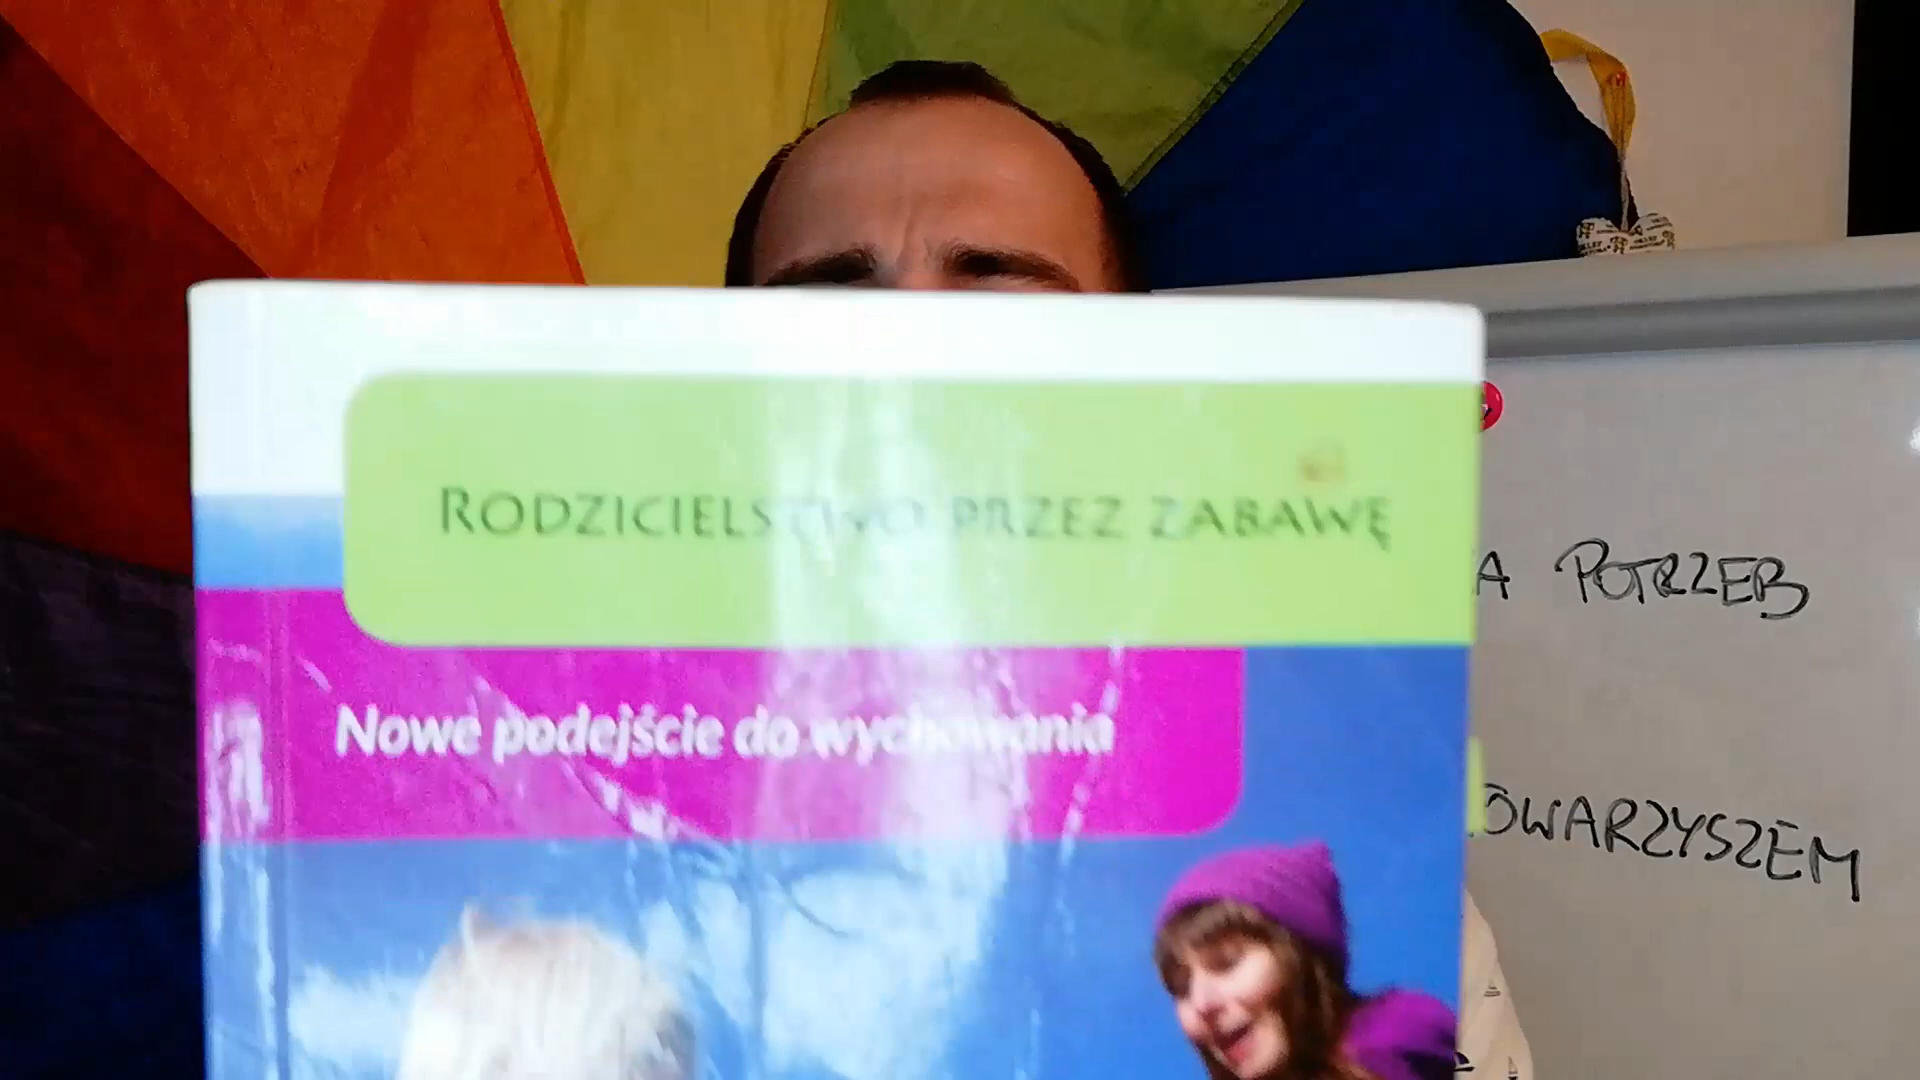 RODZICIELSTWO PRZEZ ZABAWĘ
Nowe podejście do wychowania
A POTRZEB
OWARZYSZEM